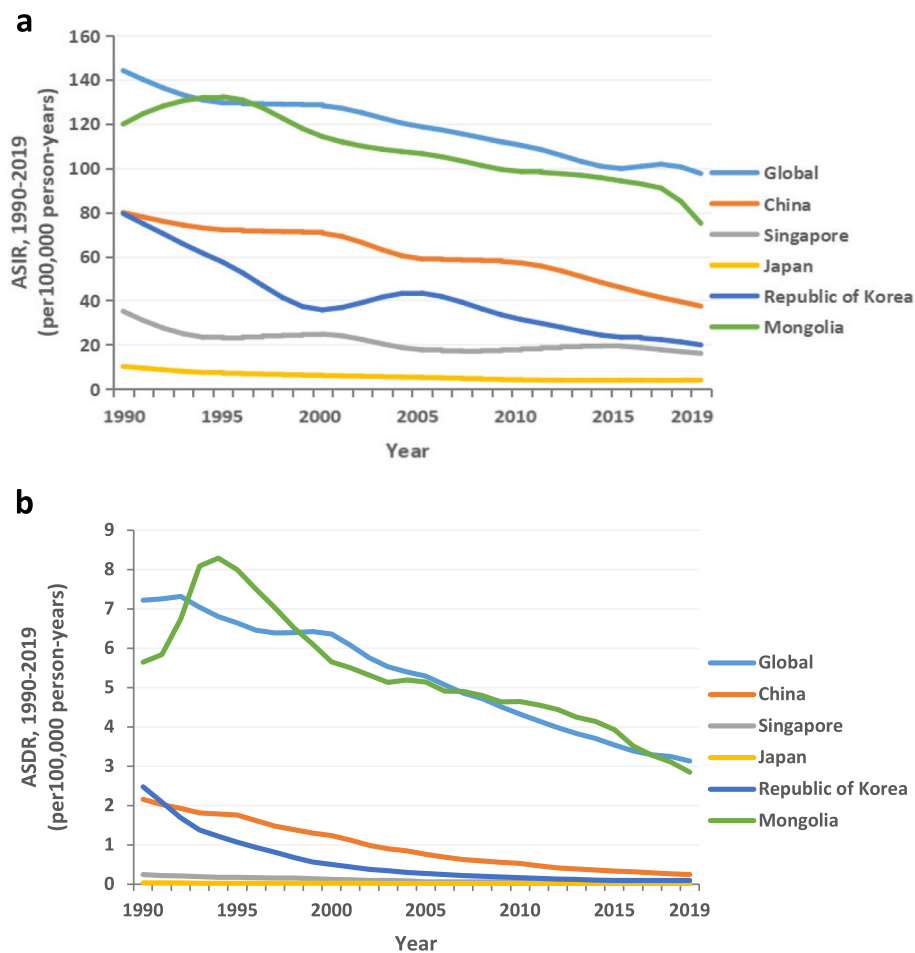 a
ASIR, 1990-2019
(per100,000 person-years)
160
140
120
100
80
60
40
20
0
1990
1995
2000
2005
2010
2015
2019
Year
Global
China
Singapore
Japan
Republic of Korea
Mongolia
b
ASDR, 1990-2019
(per100,000 person-years)
9
8
7
6
5
4
3
2
1
0
1990
1995
2000
2005
2010
2015
2019
Year
Global
China
Singapore
Japan
Republic of Korea
Mongolia